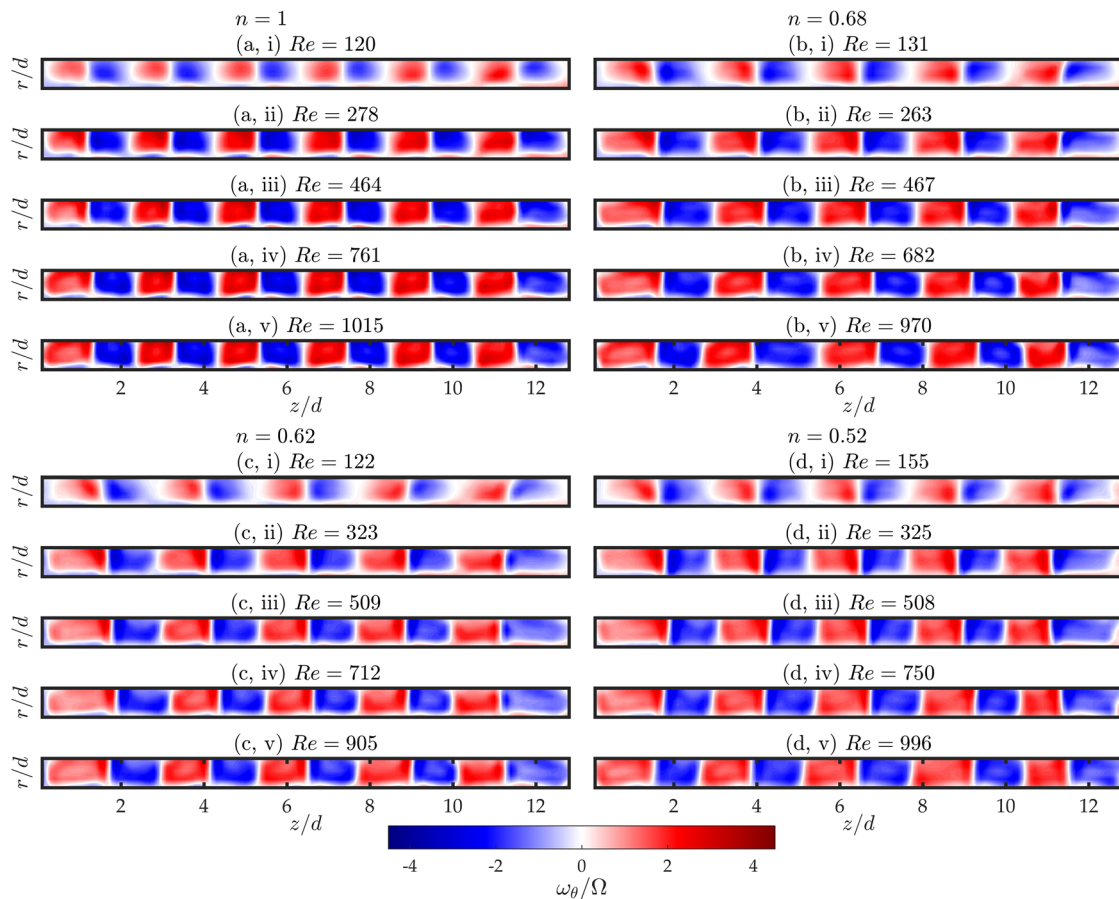 n = 1
(a, i) Re = 120
r/d
(a, ii) Re = 278
r/d
(a, iii) Re = 464
r/d
(a, iv) Re = 761
r/d
(a, v) Re = 1015
r/d
2 4 6 8 10 12
z/d
n = 0.68
(b, i) Re = 131
(b, ii) Re = 263
(b, iii) Re = 467
(b, iv) Re = 682
(b, v) Re = 970
2 4 6 8 10 12
z/d
n = 0.62
(c, i) Re = 122
r/d
(c, ii) Re = 323
r/d
(c, iii) Re = 509
r/d
(c, iv) Re = 712
r/d
(c, v) Re = 905
r/d
2 4 6 8 10 12
z/d
n = 0.52
(d, i) Re = 155
(d, ii) Re = 325
(d, iii) Re = 508
(d, iv) Re = 750
(d, v) Re = 996
2 4 6 8 10 12
z/d
-4 -2 0 2 4
ω_θ/Ω